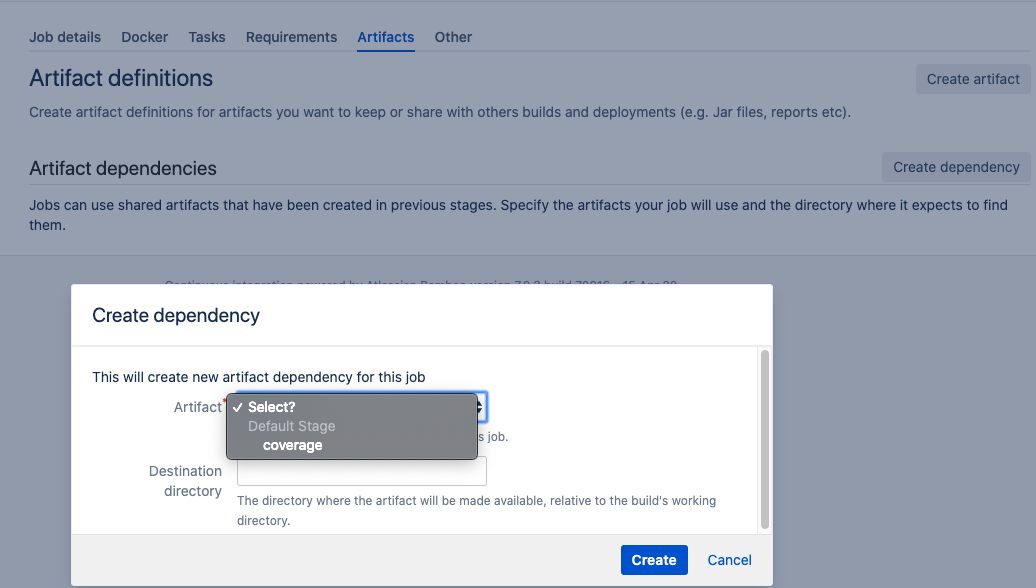 Job details Docker Tasks Requirements Artifacts Other
Artifact definitions
Create artifact
Create artifact definitions for artifacts you want to keep or share with others builds and deployments (e.g. Jar files, reports etc).
Artifact dependencies
Create dependency
Jobs can use shared artifacts that have been created in previous stages. Specify the artifacts your job will use and the directory where it expects to find
them.
Create dependency
This will create new artifact dependency for this job
Artifact*
✓ Select?
Default Stage
coverage
s job.
Destination
directory
The directory where the artifact will be made available, relative to the build's working
directory.
Create Cancel